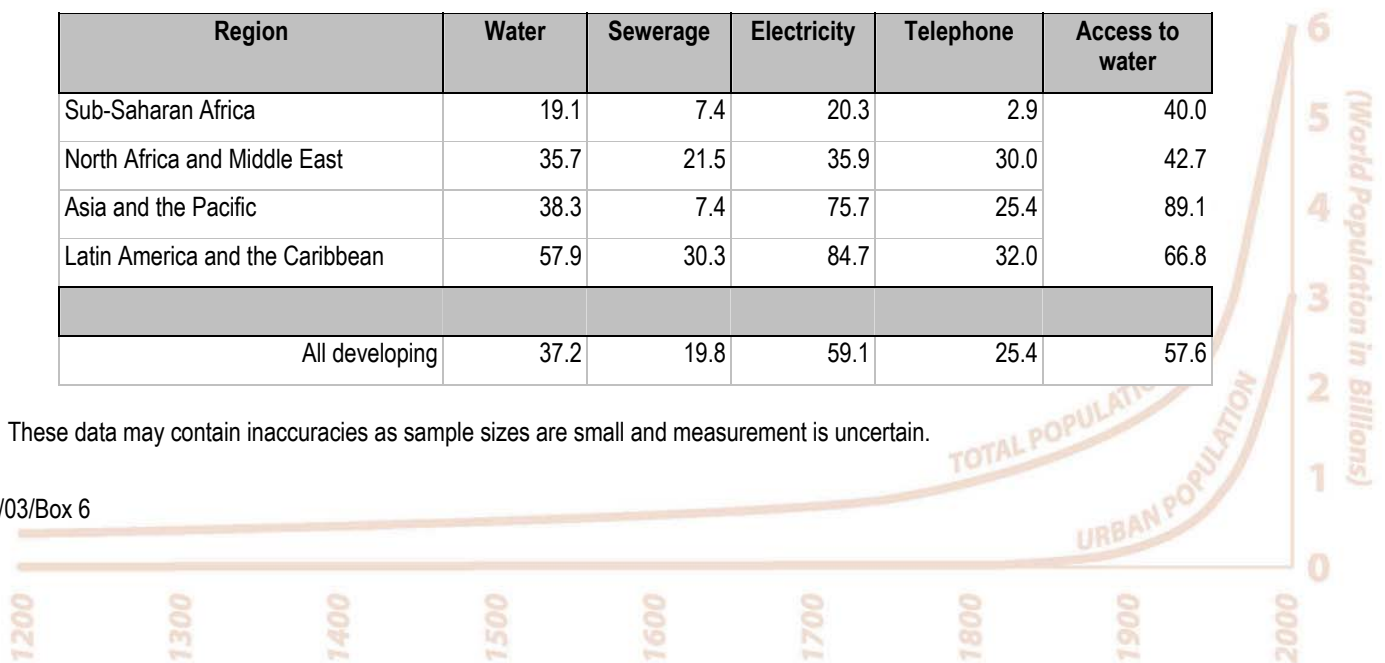 Region Water Sewerage Electricity Telephone Access to water
Sub-Saharan Africa 19.1 7.4 20.3 2.9 40.0
North Africa and Middle East 35.7 21.5 35.9 30.0 42.7
Asia and the Pacific 38.3 7.4 75.7 25.4 89.1
Latin America and the Caribbean 57.9 30.3 84.7 32.0 66.8
All developing 37.2 19.8 59.1 25.4 57.6
These data may contain inaccuracies as sample sizes are small and measurement is uncertain.
/03/Box 6
TOTAL POPULATIO
URBAN POPULATION
6
5
4
3
2
1
0
(World Population in Billions)
1200 1300 1400 1500 1600 1700 1800 1900 2000